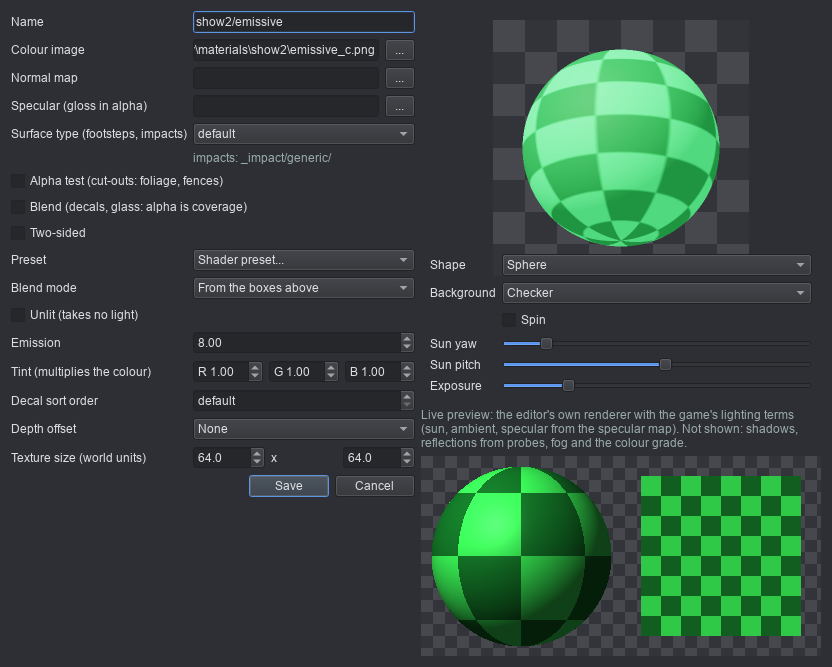 Name show2/emissive
Colour image \materials\show2\emissive_c.png ...
Normal map ...
Specular (gloss in alpha) ...
Surface type (footsteps, impacts) default
impacts: _impact/generic/
Alpha test (cut-outs: foliage, fences)
Blend (decals, glass: alpha is coverage)
Two-sided
Preset Shader preset...
Blend mode From the boxes above
Unlit (takes no light)
Emission 8.00
Tint (multiplies the colour) R 1.00 G 1.00 B 1.00
Decal sort order default
Depth offset None
Texture size (world units) 64.0 x 64.0
Save Cancel
Shape Sphere
Background Checker
Spin
Sun yaw
Sun pitch
Exposure
Live preview: the editor's own renderer with the game's lighting terms
(sun, ambient, specular from the specular map). Not shown: shadows,
reflections from probes, fog and the colour grade.